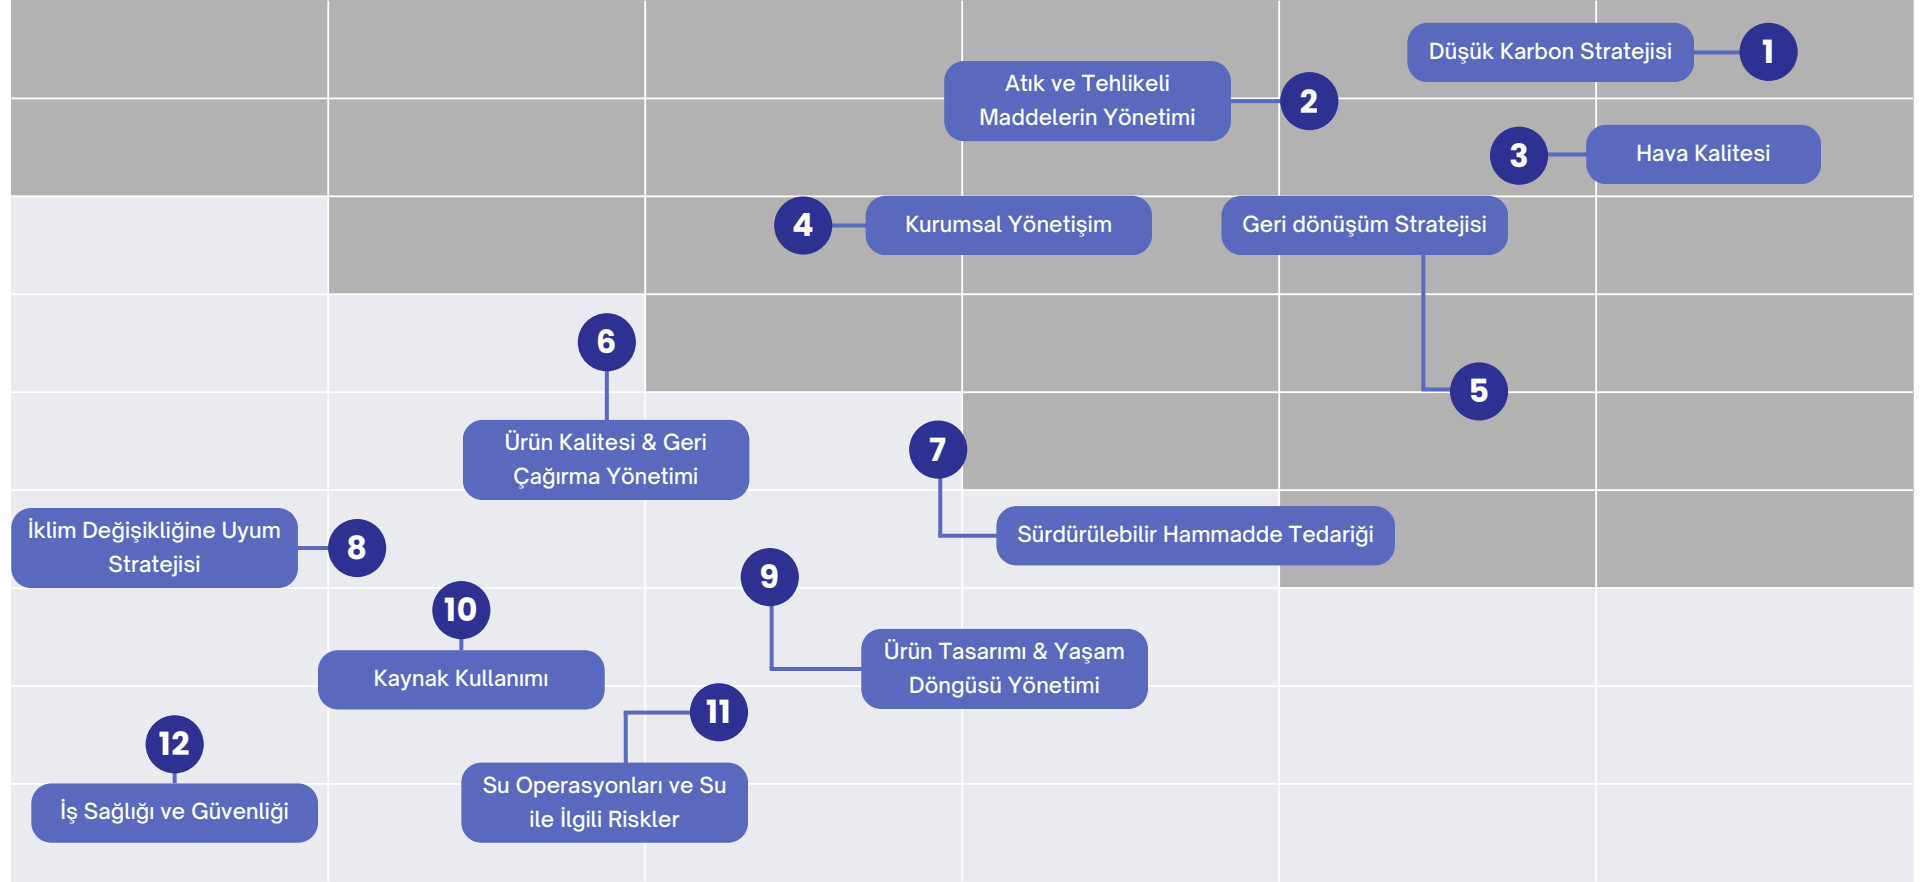 Düşük Karbon Stratejisi
1
Atık ve Tehlikeli
Maddelerin Yönetimi
2
3
Hava Kalitesi
4
Kurumsal Yönetişim
Geri dönüşüm Stratejisi
5
6
Ürün Kalitesi & Geri
Çağırma Yönetimi
7
Sürdürülebilir Hammadde Tedariği
İklim Değişikliğine Uyum
Stratejisi
8
9
Ürün Tasarımı & Yaşam
Döngüsü Yönetimi
10
Kaynak Kullanımı
11
Su Operasyonları ve Su
ile İlgili Riskler
12
İş Sağlığı ve Güvenliği